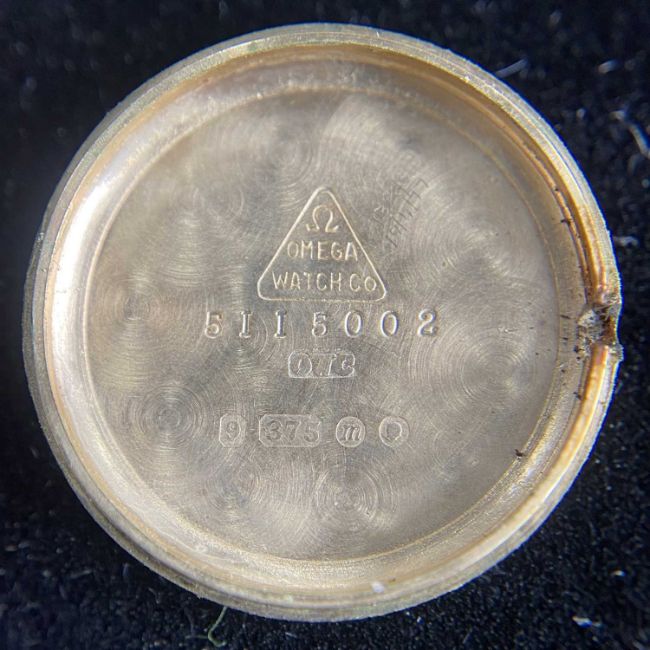 Ω
OMEGA
WATCH CO
5115002
OWC
9 375 m